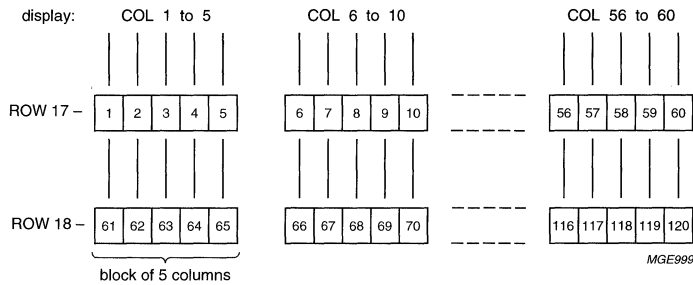 display: COL 1 to 5 COL 6 to 10 COL 56 to 60
ROW 17 – 1 2 3 4 5 6 7 8 9 10 56 57 58 59 60
ROW 18 – 61 62 63 64 65 66 67 68 69 70 116 117 118 119 120
MGE999
block of 5 columns